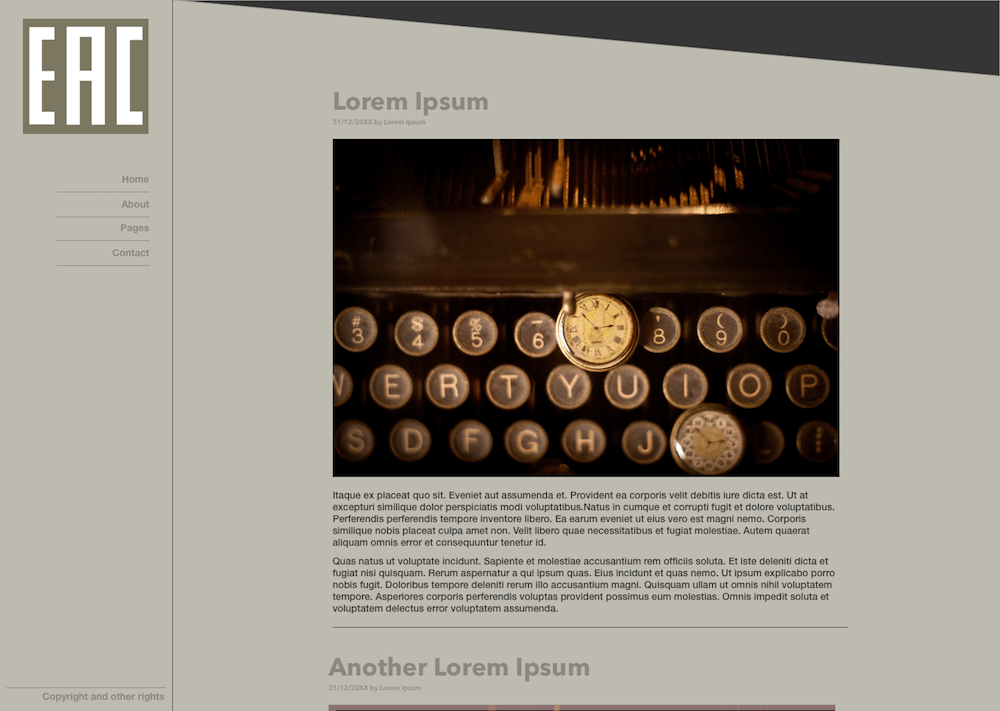 EAC
Home
About
Pages
Contact
Copyright and other rights
Lorem Ipsum
31/12/20XX by Lorem Ipsum
# $ % - ' ( )
3 4 5 6 8 9 0
E R T Y U I O P
S D F G H J
Itaque ex placeat quo sit. Eveniet aut assumenda et. Provident ea corporis velit debitis iure dicta est. Ut at
excepturi similique dolor perspiciatis modi voluptatibus.Natus in cumque et corrupti fugit et dolore voluptatibus.
Perferendis perferendis tempore inventore libero. Ea earum eveniet ut eius vero est magni nemo. Corporis
similique nobis placeat culpa amet non. Velit libero quae necessitatibus et fugiat molestiae. Autem quaerat
aliquam omnis error et consequuntur tenetur id.
Quas natus ut voluptate incidunt. Sapiente et molestiae accusantium rem officiis soluta. Et iste deleniti dicta et
fugiat nisi quisquam. Rerum aspernatur a qui ipsum quas. Eius incidunt et quas nemo. Ut ipsum explicabo porro
nobis fugit. Doloribus tempore deleniti rerum illo accusantium magni. Quisquam ullam ut omnis nihil voluptatem
tempore. Asperiores corporis perferendis voluptas provident possimus eum molestias. Omnis impedit soluta et
voluptatem delectus error voluptatem assumenda.
Another Lorem Ipsum
31/12/20XX by Lorem Ipsum